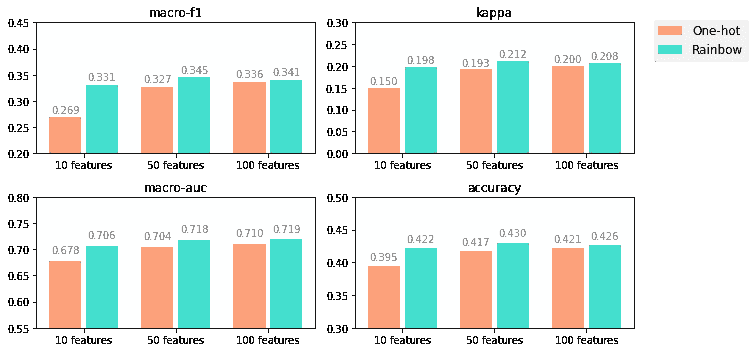 macro-f1
0.45
0.40
0.35
0.30
0.25
0.20
0.269
0.331
0.327
0.345
0.336
0.341
10 features
50 features
100 features
kappa
0.30
0.25
0.20
0.15
0.10
0.05
0.00
0.150
0.198
0.193
0.212
0.200
0.208
10 features
50 features
100 features
One-hot
Rainbow
macro-auc
0.80
0.75
0.70
0.65
0.60
0.55
0.678
0.706
0.704
0.718
0.710
0.719
10 features
50 features
100 features
accuracy
0.50
0.45
0.40
0.35
0.30
0.395
0.422
0.417
0.430
0.421
0.426
10 features
50 features
100 features